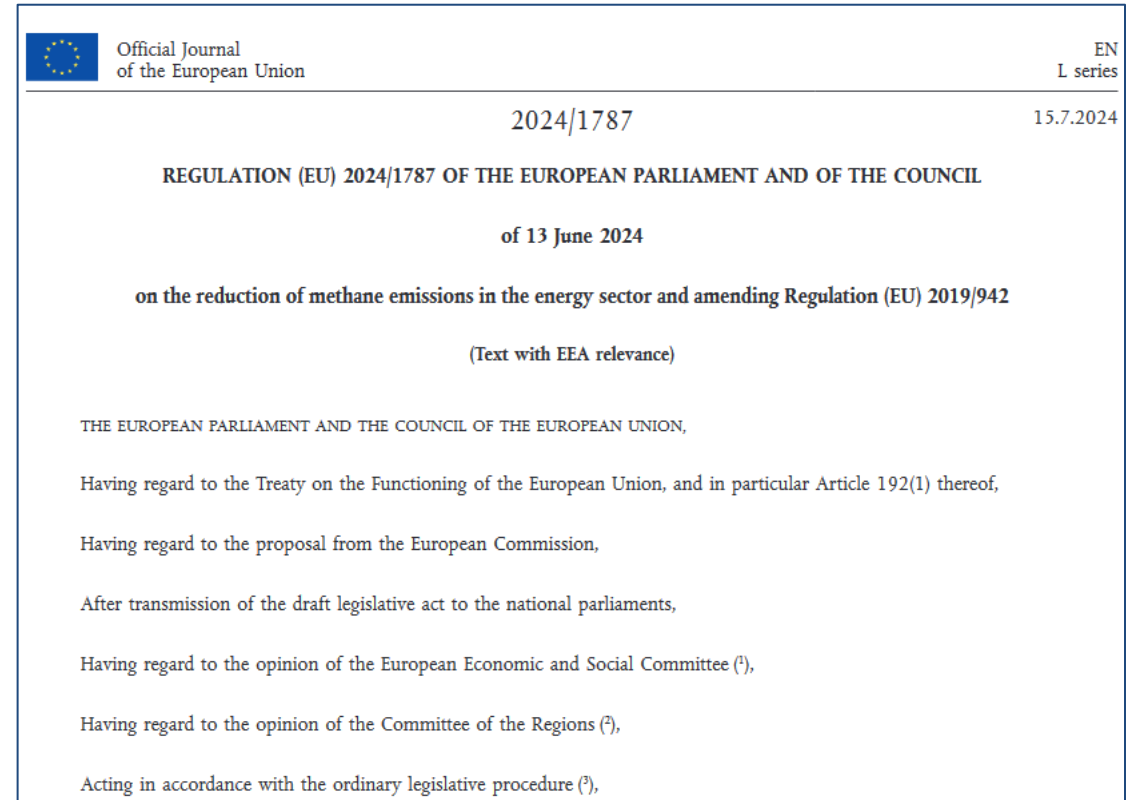 Official Journal
of the European Union
EN
L series
2024/1787
15.7.2024
REGULATION (EU) 2024/1787 OF THE EUROPEAN PARLIAMENT AND OF THE COUNCIL
of 13 June 2024
on the reduction of methane emissions in the energy sector and amending Regulation (EU) 2019/942
(Text with EEA relevance)
THE EUROPEAN PARLIAMENT AND THE COUNCIL OF THE EUROPEAN UNION,
Having regard to the Treaty on the Functioning of the European Union, and in particular Article 192(1) thereof,
Having regard to the proposal from the European Commission,
After transmission of the draft legislative act to the national parliaments,
Having regard to the opinion of the European Economic and Social Committee (¹),
Having regard to the opinion of the Committee of the Regions (²),
Acting in accordance with the ordinary legislative procedure (³),